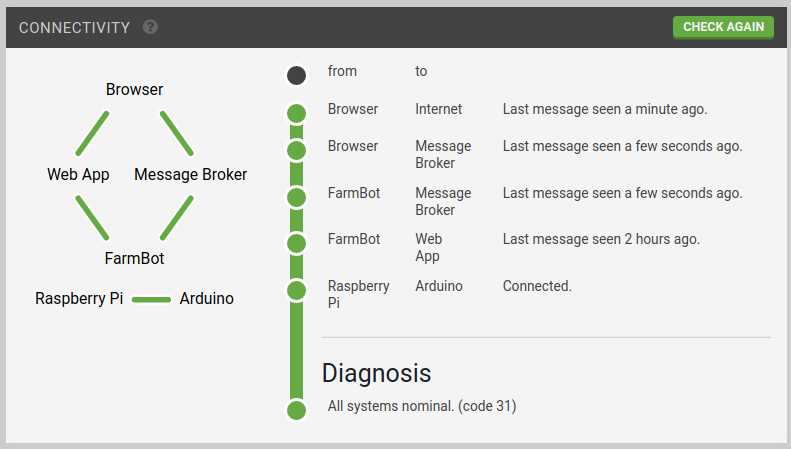 CONNECTIVITY ?
CHECK AGAIN
Browser
Web App Message Broker
FarmBot
Raspberry Pi Arduino
from to
Browser Internet Last message seen a minute ago.
Browser Message Last message seen a few seconds ago.
Broker
FarmBot Message Last message seen a few seconds ago.
Broker
FarmBot Web Last message seen 2 hours ago.
App
Raspberry Arduino Connected.
Pi
Diagnosis
All systems nominal. (code 31)